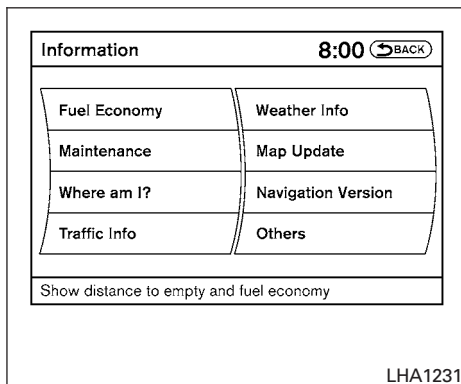 Information 8:00 BACK
Fuel Economy Weather Info
Maintenance Map Update
Where am I? Navigation Version
Traffic Info Others
Show distance to empty and fuel economy
LHA1231